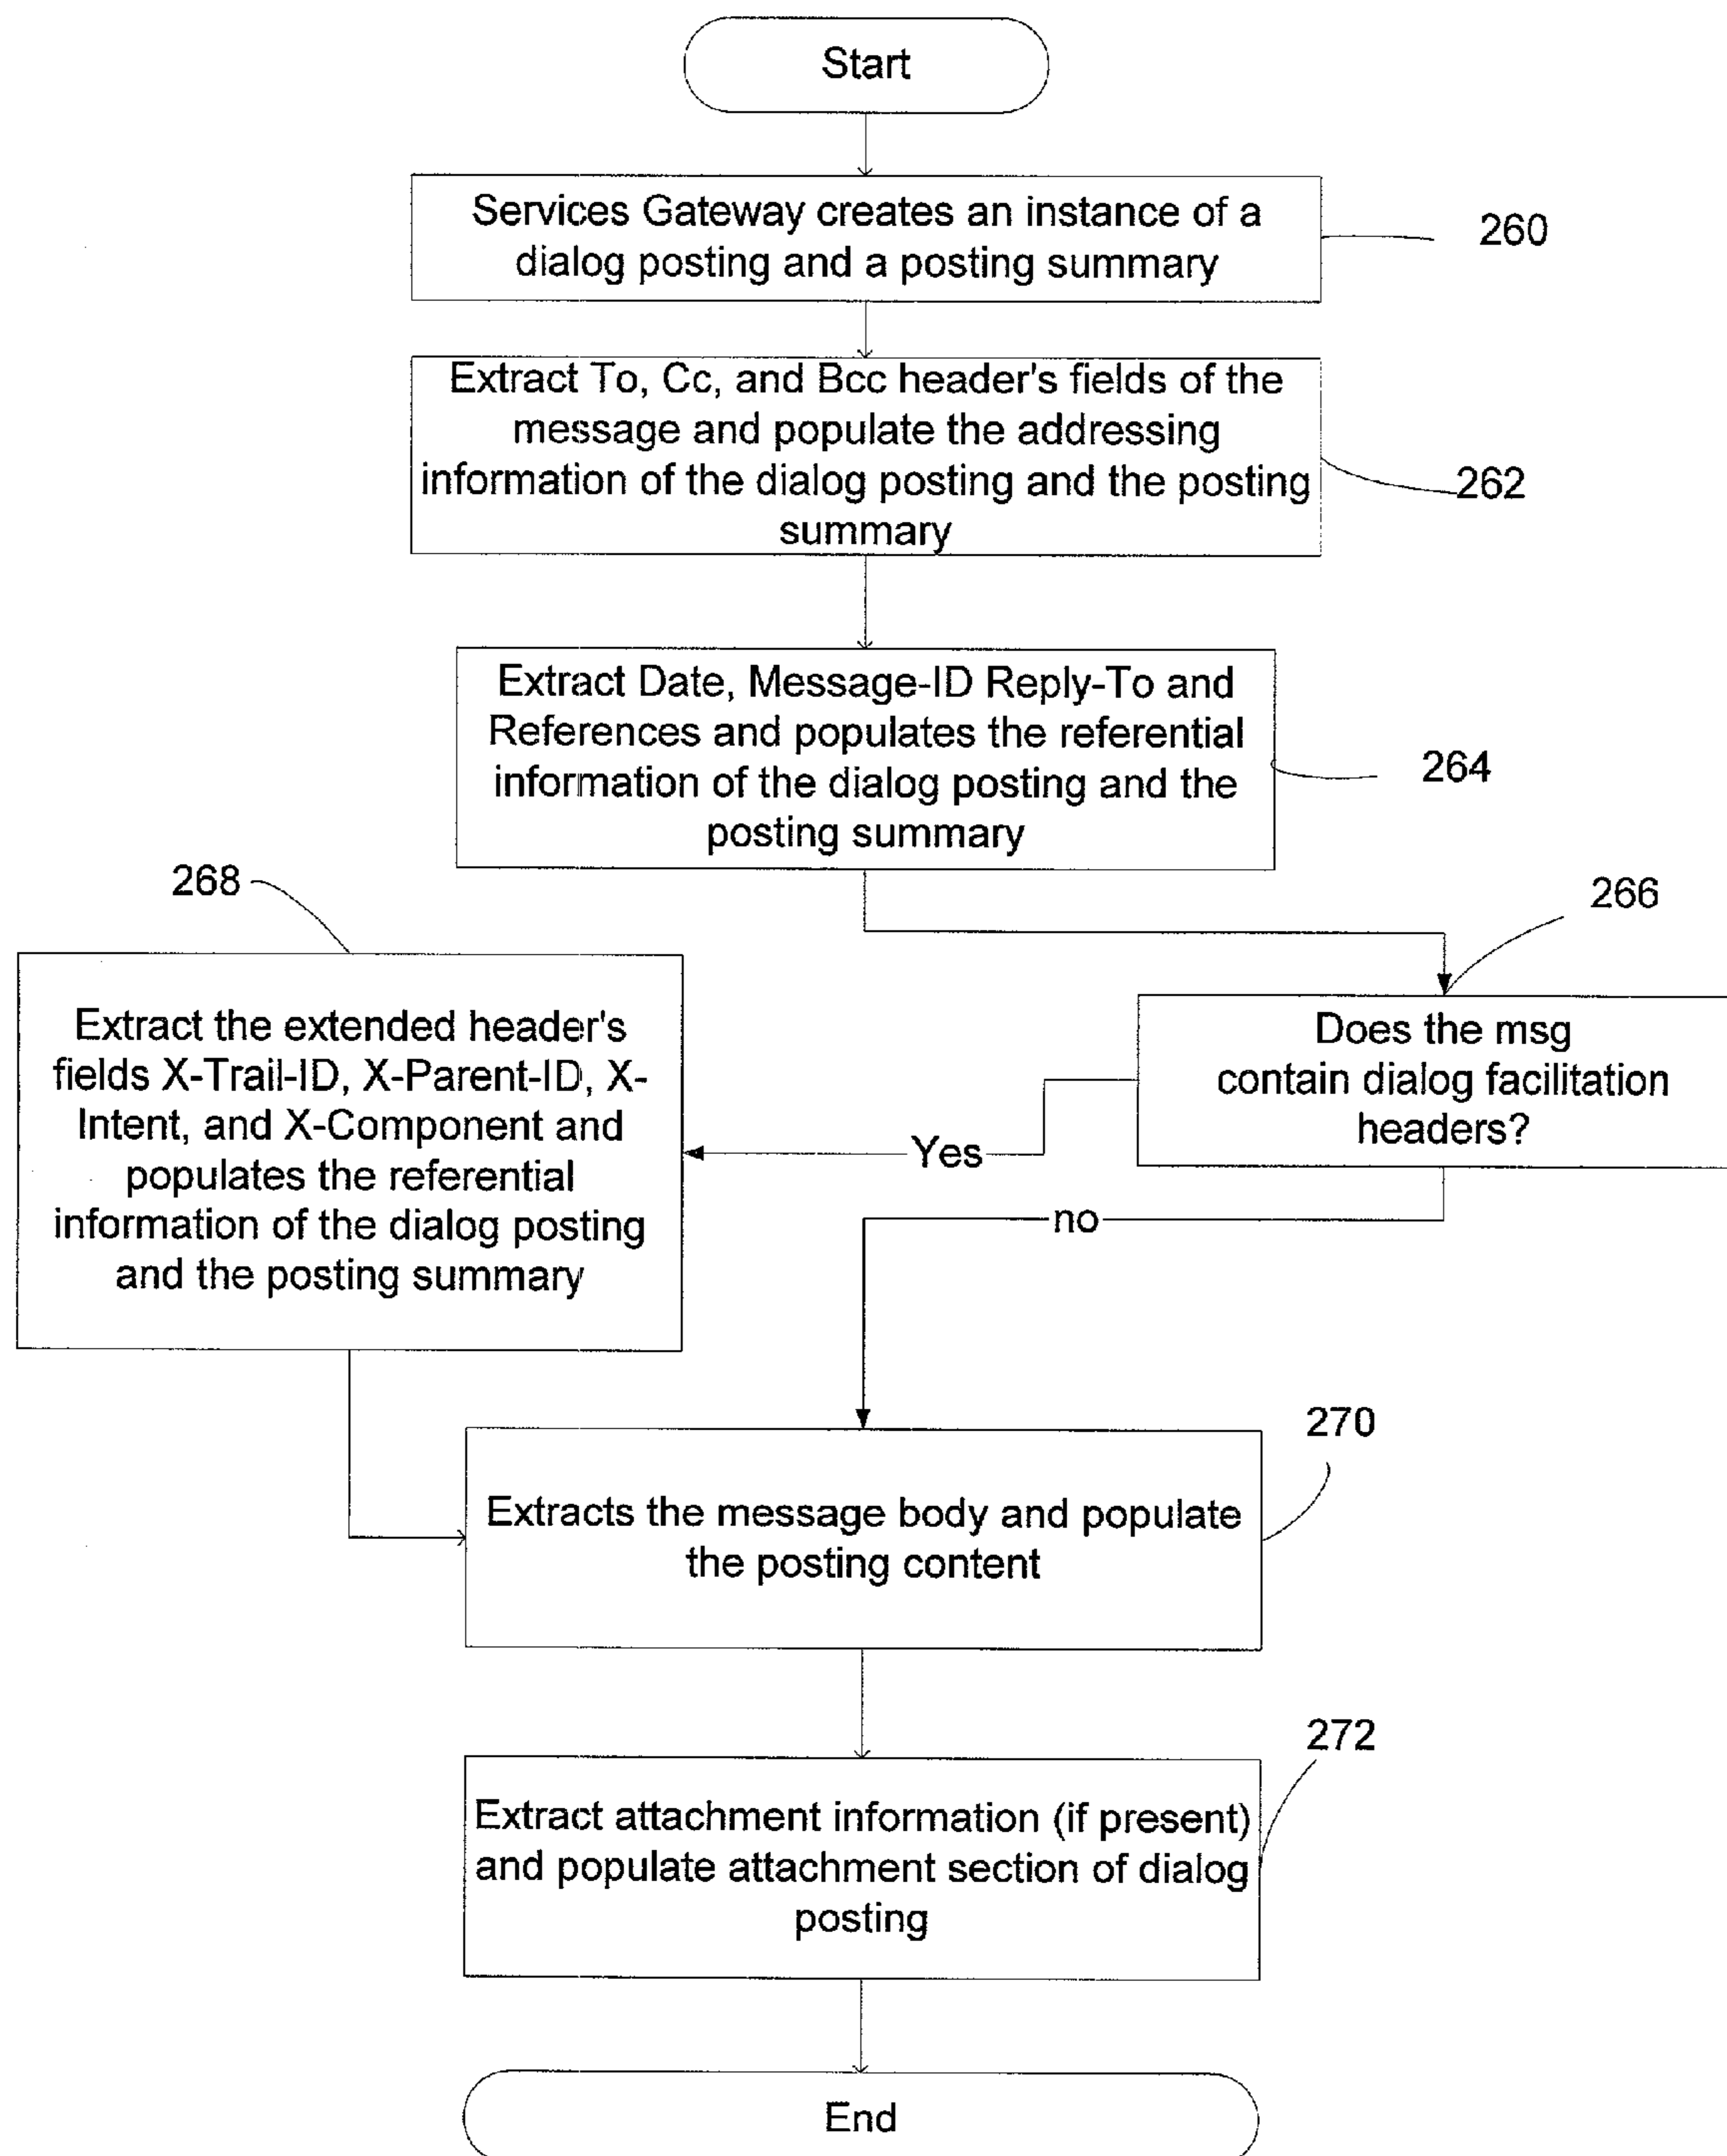 Start
Services Gateway creates an instance of a
dialog posting and a posting summary
260
Extract To, Cc, and Bcc header's fields of the
message and populate the addressing
information of the dialog posting and the posting
summary
262
Extract Date, Message-ID Reply-To and
References and populates the referential
information of the dialog posting and the
posting summary
264
268
266
Extract the extended header's
fields X-Trail-ID, X-Parent-ID, X-
Intent, and X-Component and
populates the referential
information of the dialog posting
and the posting summary
Does the msg
contain dialog facilitation
headers?
Yes
no
270
Extracts the message body and populate
the posting content
272
Extract attachment information (if present)
and populate attachment section of dialog
posting
End